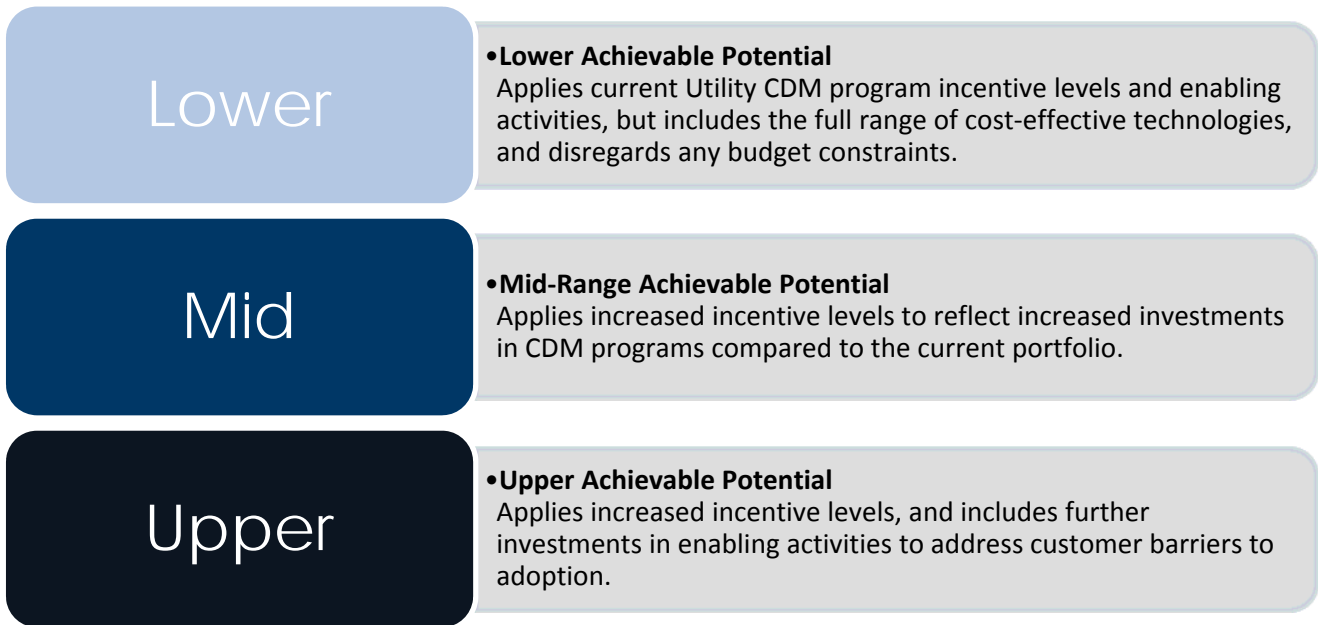 Lower
•Lower Achievable Potential
Applies current Utility CDM program incentive levels and enabling
activities, but includes the full range of cost-effective technologies,
and disregards any budget constraints.
Mid
•Mid-Range Achievable Potential
Applies increased incentive levels to reflect increased investments
in CDM programs compared to the current portfolio.
Upper
•Upper Achievable Potential
Applies increased incentive levels, and includes further
investments in enabling activities to address customer barriers to
adoption.